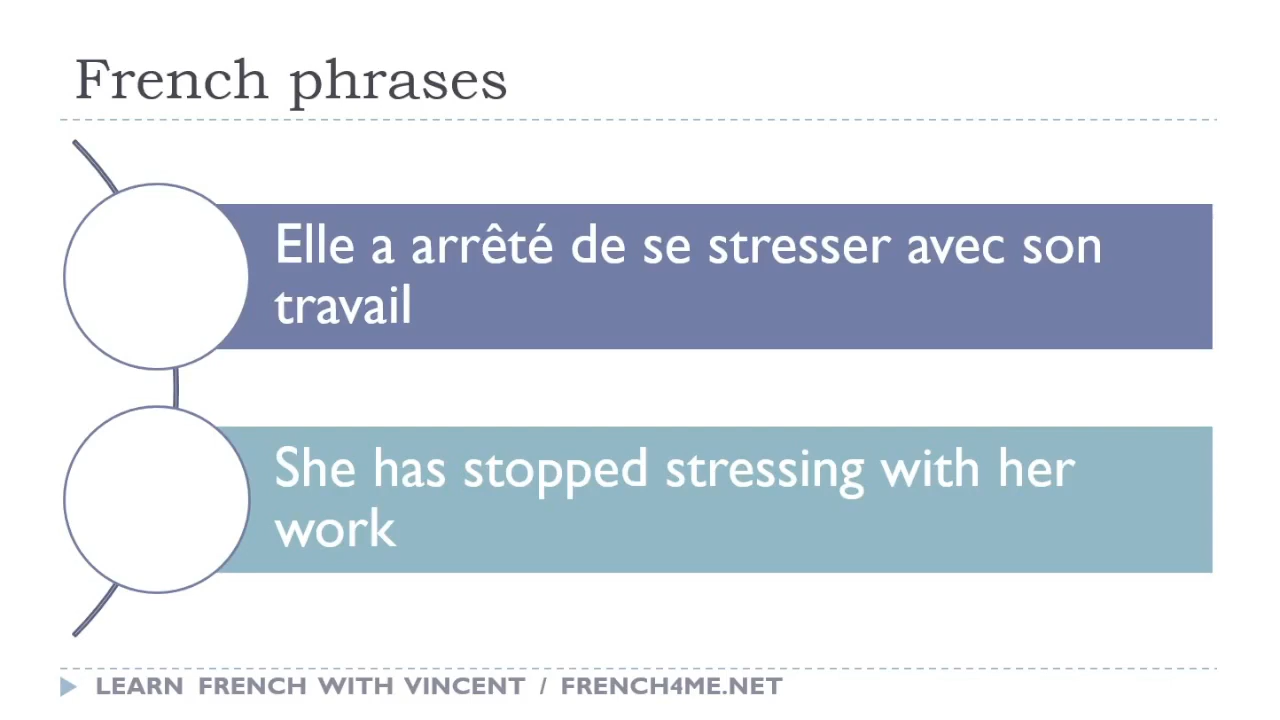 French phrases
Elle a arrêté de se stresser avec son
travail
She has stopped stressing with her
work
LEARN FRENCH WITH VINCENT / FRENCH4ME.NET